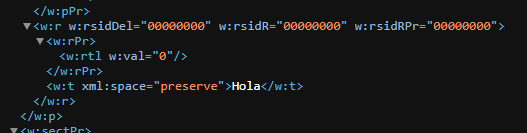 </w:pPr>
▼<w:r w:rsidDel="00000000" w:rsidR="00000000" w:rsidRPr="00000000">
▼<w:rPr>
<w:rtl w:val="0"/>
</w:rPr>
<w:t xml:space="preserve">Hola</w:t>
</w:r>
</w:p>
▼<w:sectPr>